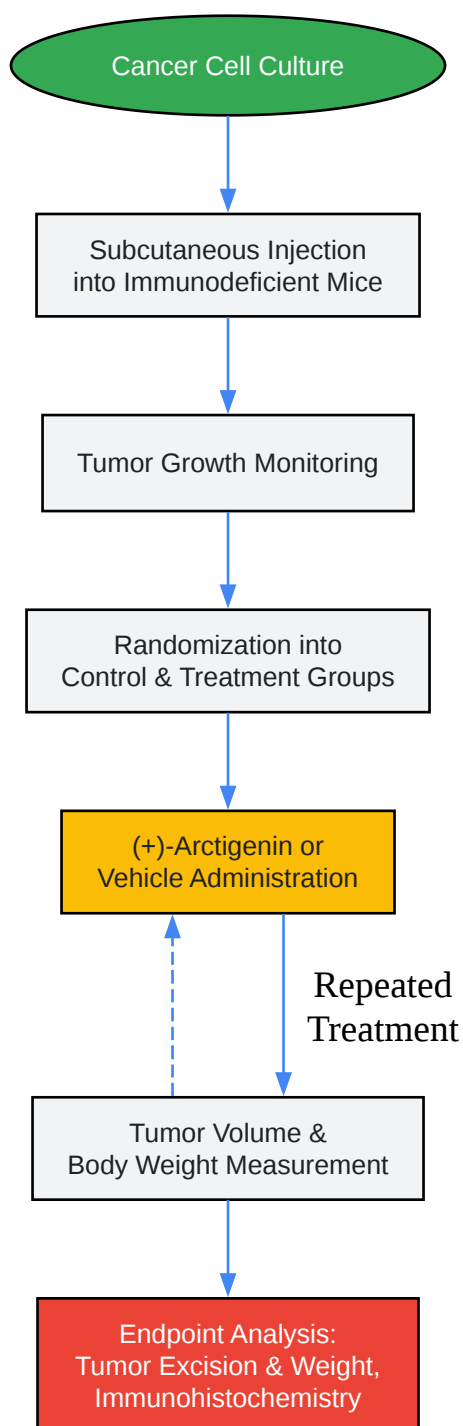 Cancer Cell Culture
Subcutaneous Injection
into Immunodeficient Mice
Tumor Growth Monitoring
Randomization into
Control & Treatment Groups
(+)-Arctigenin or
Vehicle Administration
Repeated
Treatment
Tumor Volume &
Body Weight Measurement
Endpoint Analysis:
Tumor Excision & Weight,
Immunohistochemistry